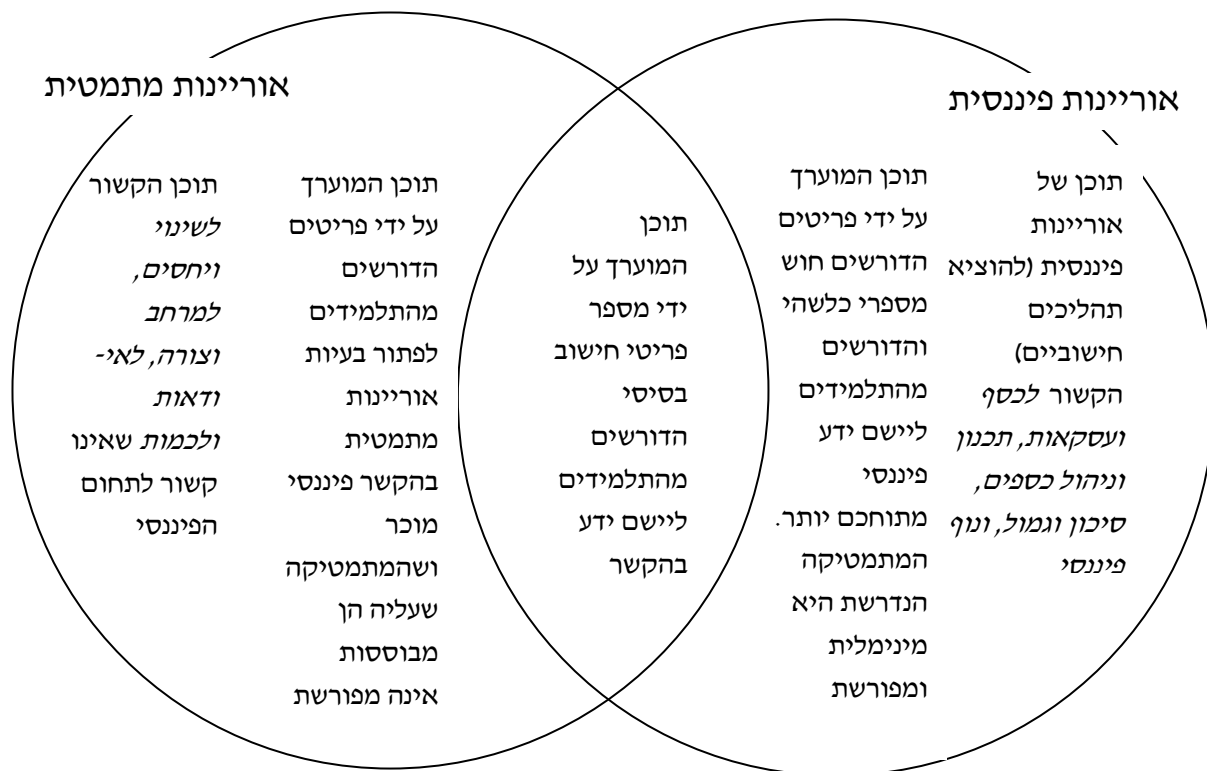 אוריינות פיננסית
אוריינות מתמטית
תוכן של
אוריינות
פיננסית (להוציא
תהליכים
חישוביים)
הקשור לכסף
ועסקאות, תכנון
וניהול כספים,
סיכון וגמול, ונוף
פיננסי
תוכן המוערך
על ידי פריטים
הדורשים חוש
מספרי כלשהי
והדורשים
מהתלמידים
ליישם ידע
פיננסי
מתוחכם יותר.
המתמטיקה
הנדרשת היא
מינימלית
ומפורשת
תוכן
המוערך על
ידי מספר
פריטי חישוב
בסיסי
הדורשים
מהתלמידים
ליישם ידע
בהקשר
תוכן המוערך
על ידי פריטים
הדורשים
מהתלמידים
לפתור בעיות
אוריינות
מתמטית
בהקשר פיננסי
מוכר
ושהמתמטיקה
שעליה הן
מבוססות
אינה מפורשת
תוכן הקשור
לשינוי
ויחסים,
למרחב
וצורה, לאי-
ודאות
ולכמות שאינו
קשור לתחום
הפיננסי